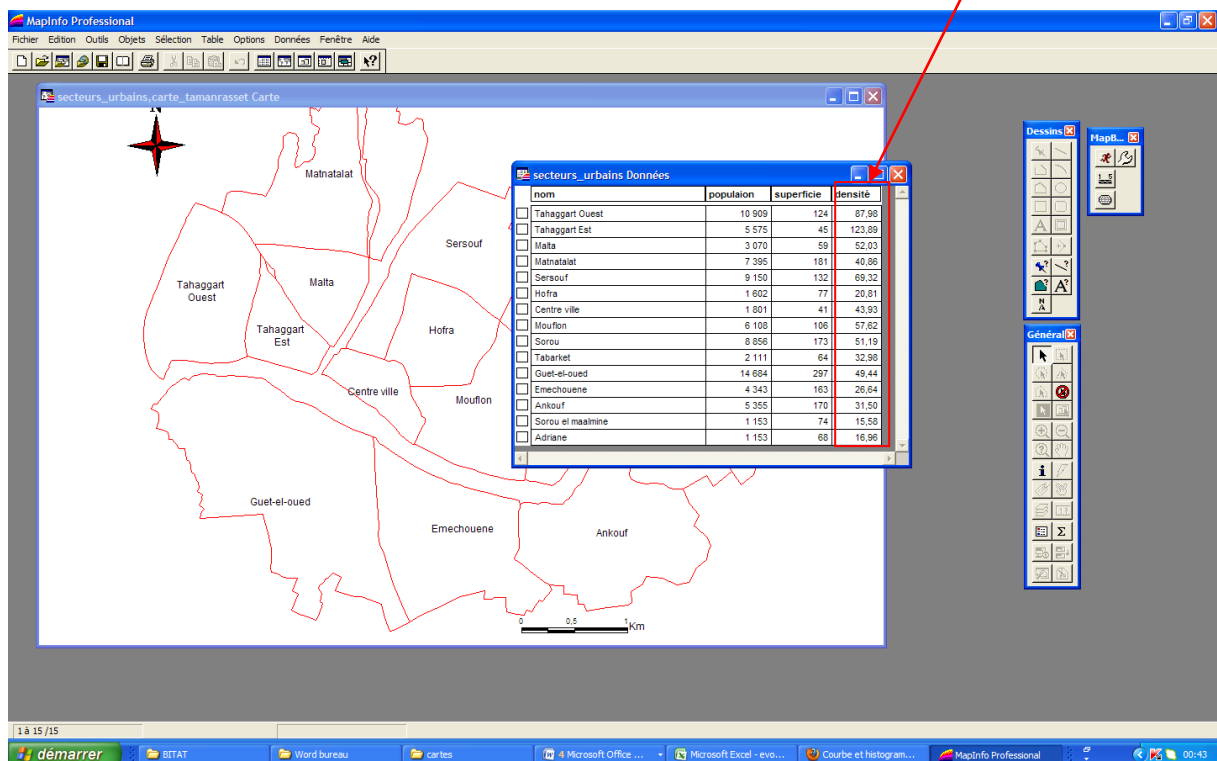 MapInfo Professional
Fichier Edition Outils Objets Sélection Table Options Données Fenêtre Aide
secteurs_urbains,carte_tamanrasset Carte
N
Matnatalat
Sersouf
Tahaggart
Ouest
Malta
Tahaggart
Est
Hofra
Centre ville
Mouflon
Guet-el-oued
Emechouene
Ankouf
0 0,5 1 Km
secteurs_urbains Données
nom populaion superficie densité
Tahaggart Ouest 10 909 124 87,98
Tahaggart Est 5 575 45 123,89
Malta 3 070 59 52,03
Matnatalat 7 395 181 40,86
Sersouf 9 150 132 69,32
Hofra 1 602 77 20,81
Centre ville 1 801 41 43,93
Mouflon 6 108 106 57,62
Sorou 8 856 173 51,19
Tabarket 2 111 64 32,98
Guet-el-oued 14 684 297 49,44
Emechouene 4 343 163 26,64
Ankouf 5 355 170 31,50
Sorou el maalmine 1 153 74 15,58
Adriane 1 153 68 16,96
Dessins
MapB...
Général
1 à 15 /15
démarrer BITAT Word bureau cartes 4 Microsoft Office ... Microsoft Excel - evo... Courbe et histogram... MapInfo Professional 00:43